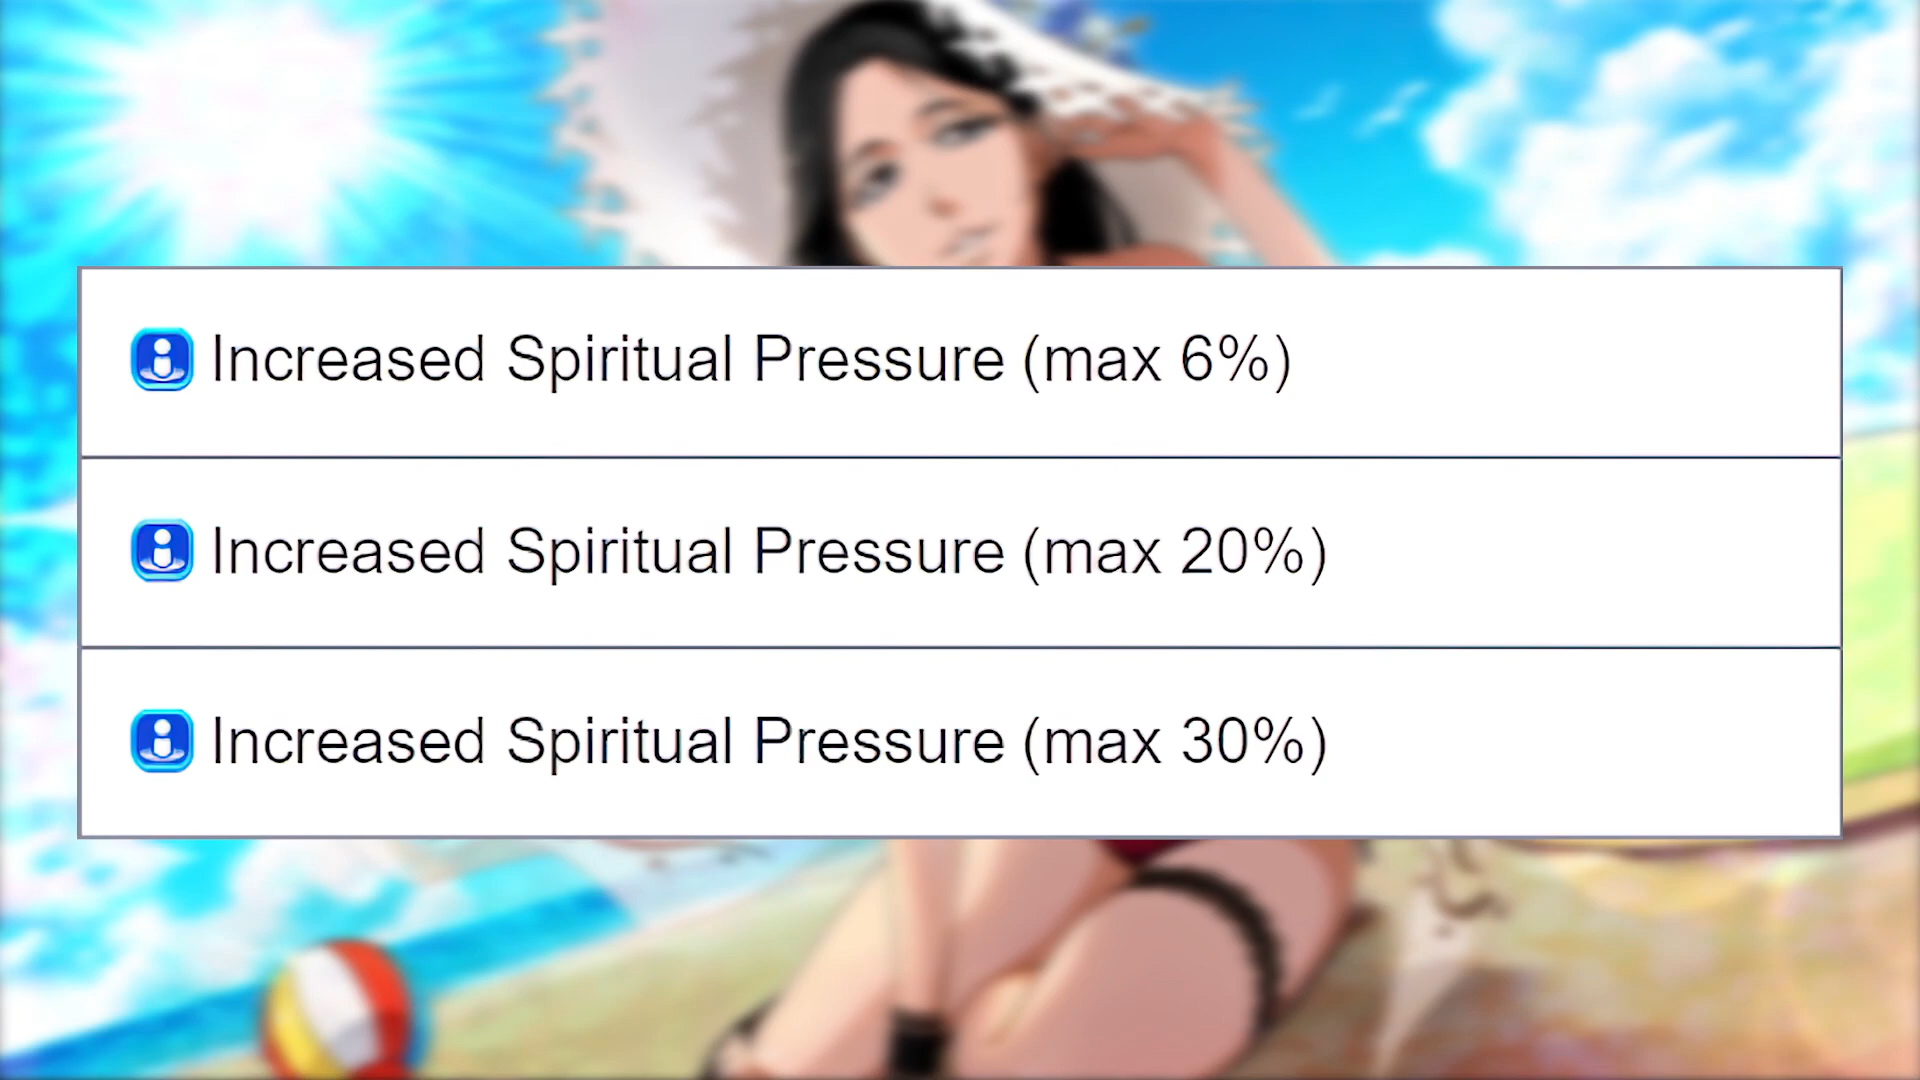 Increased Spiritual Pressure (max 6%)
Increased Spiritual Pressure (max 20%)
Increased Spiritual Pressure (max 30%)